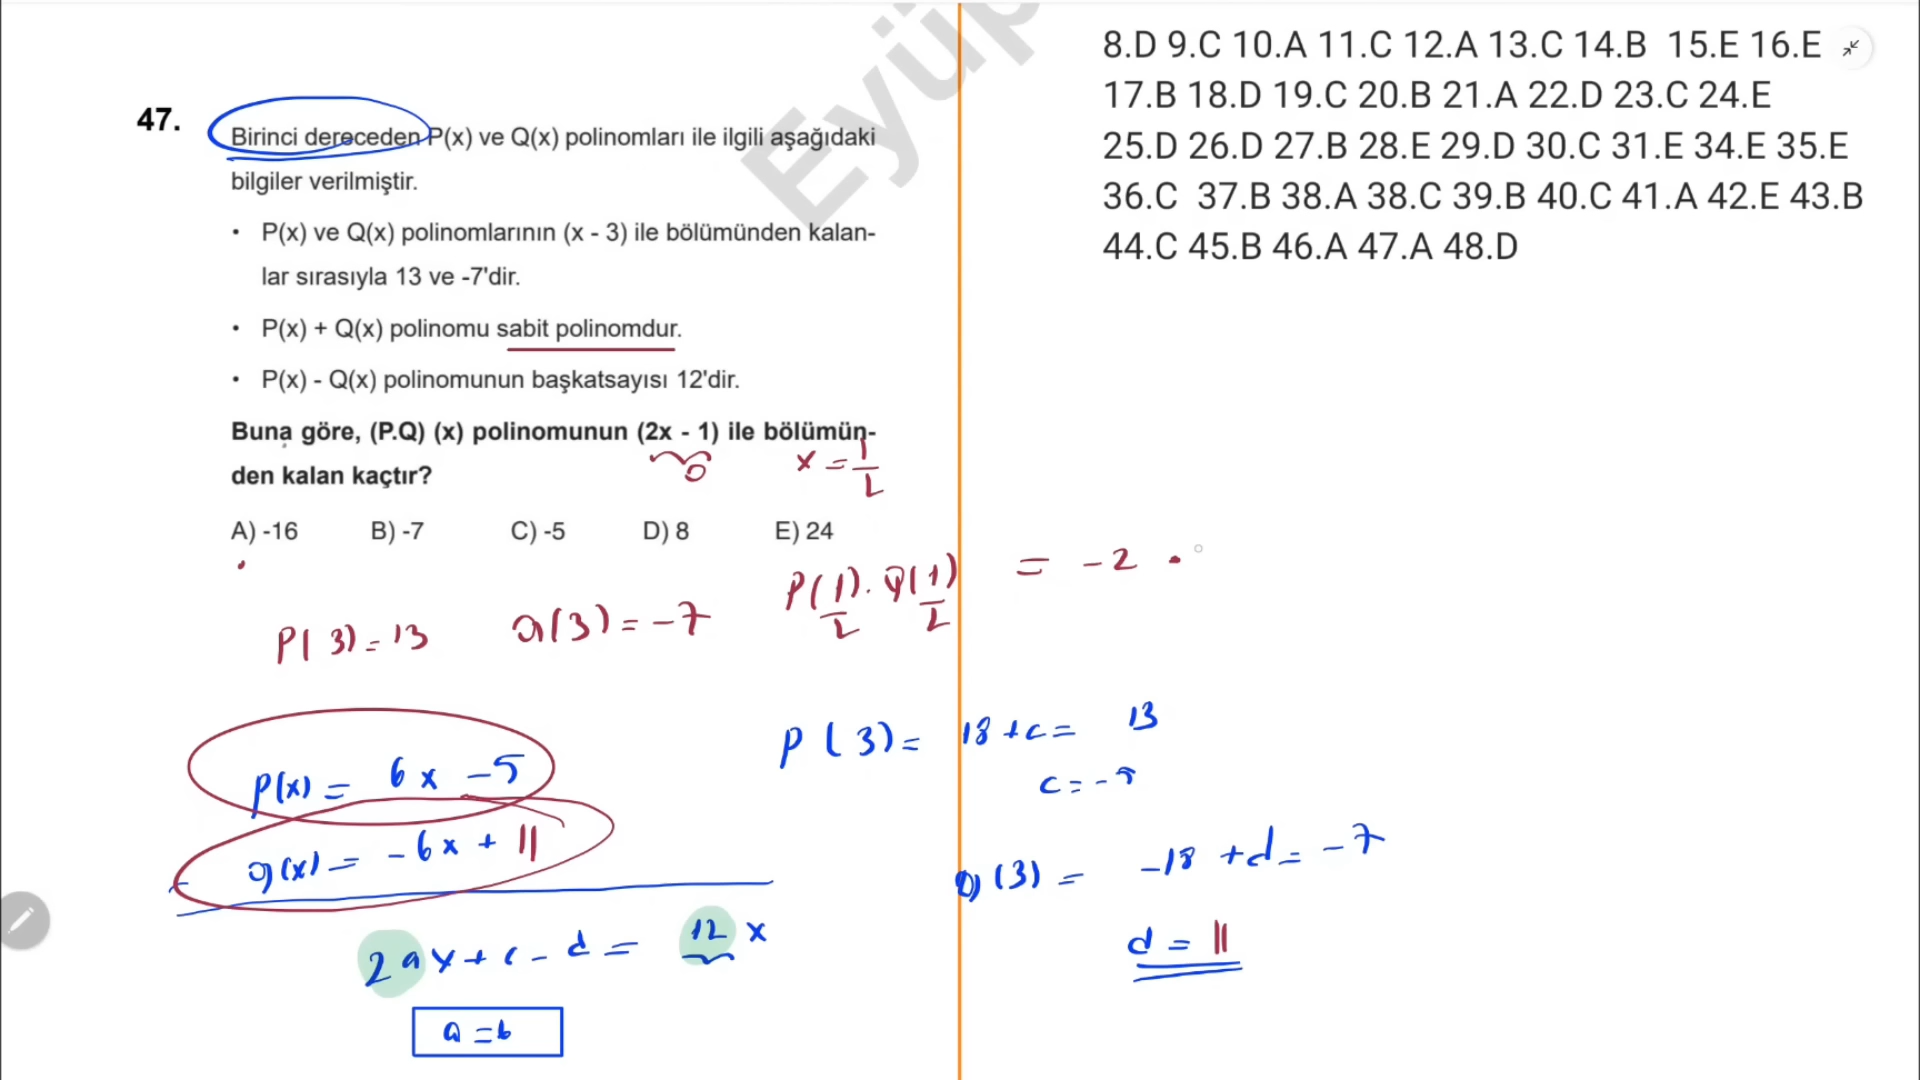 Eyüp
8.D 9.C 10.A 11.C 12.A 13.C 14.B 15.E 16.E
17.B 18.D 19.C 20.B 21.A 22.D 23.C 24.E
25.D 26.D 27.B 28.E 29.D 30.C 31.E 34.E 35.E
36.C 37.B 38.A 38.C 39.B 40.C 41.A 42.E 43.B
44.C 45.B 46.A 47.A 48.D
47.
Birinci dereceden P(x) ve Q(x) polinomları ile ilgili aşağıdaki
bilgiler verilmiştir.
• P(x) ve Q(x) polinomlarının (x - 3) ile bölümünden kalan-
lar sırasıyla 13 ve -7'dir.
• P(x) + Q(x) polinomu sabit polinomdur.
• P(x) - Q(x) polinomunun başkatsayısı 12'dir.
Buna göre, (P.Q) (x) polinomunun (2x - 1) ile bölümün-
den kalan kaçtır?
0 x = 1/2
A) -16 B) -7 C) -5 D) 8 E) 24
P(1/2) . Q(1/2) = -2 .
P(3) = 13 Q(3) = -7
P(3) = 18 + c = 13
c = -5
P(x) = 6x - 5
Q(x) = -6x + 11
Q(3) = -18 + d = -7
d = 11
2ax + c - d = 12x
a = 6